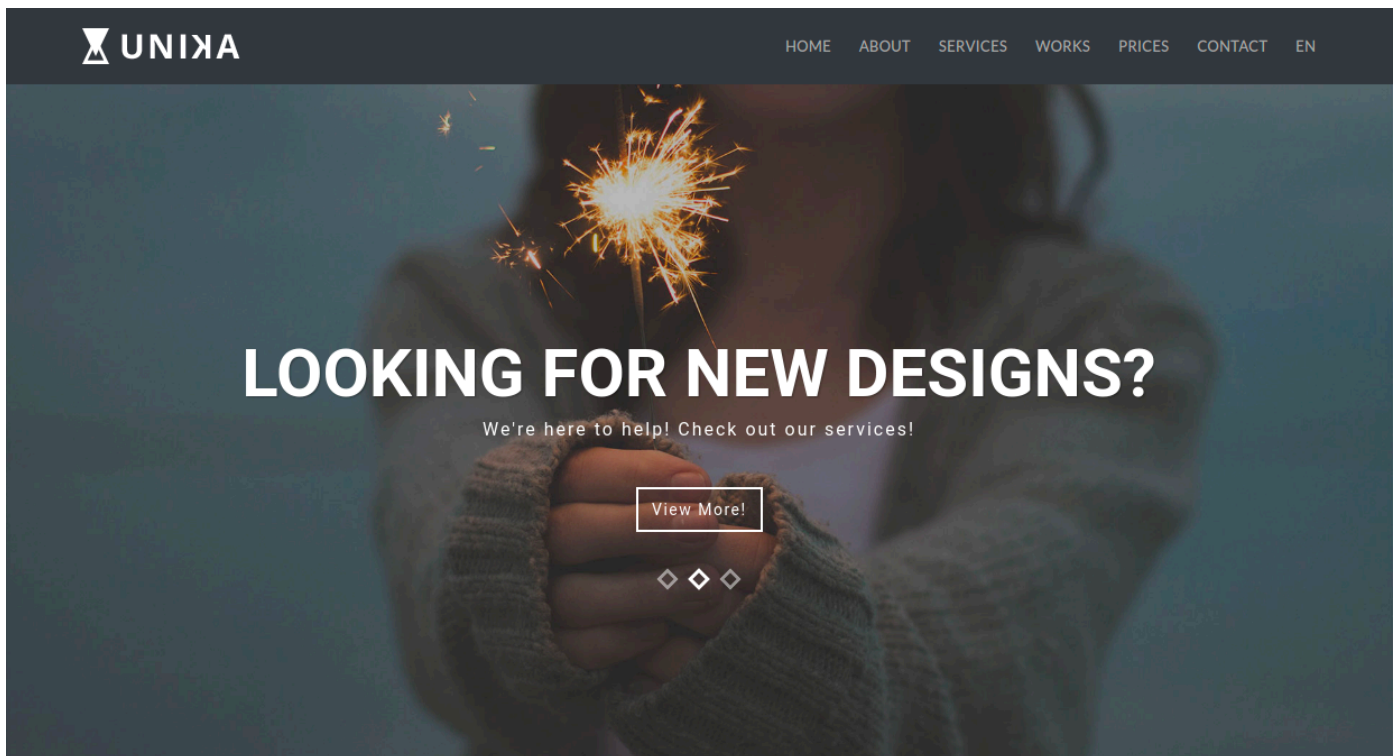 UNIKA
HOME ABOUT SERVICES WORKS PRICES CONTACT EN
LOOKING FOR NEW DESIGNS?
We're here to help! Check out our services!
View More!